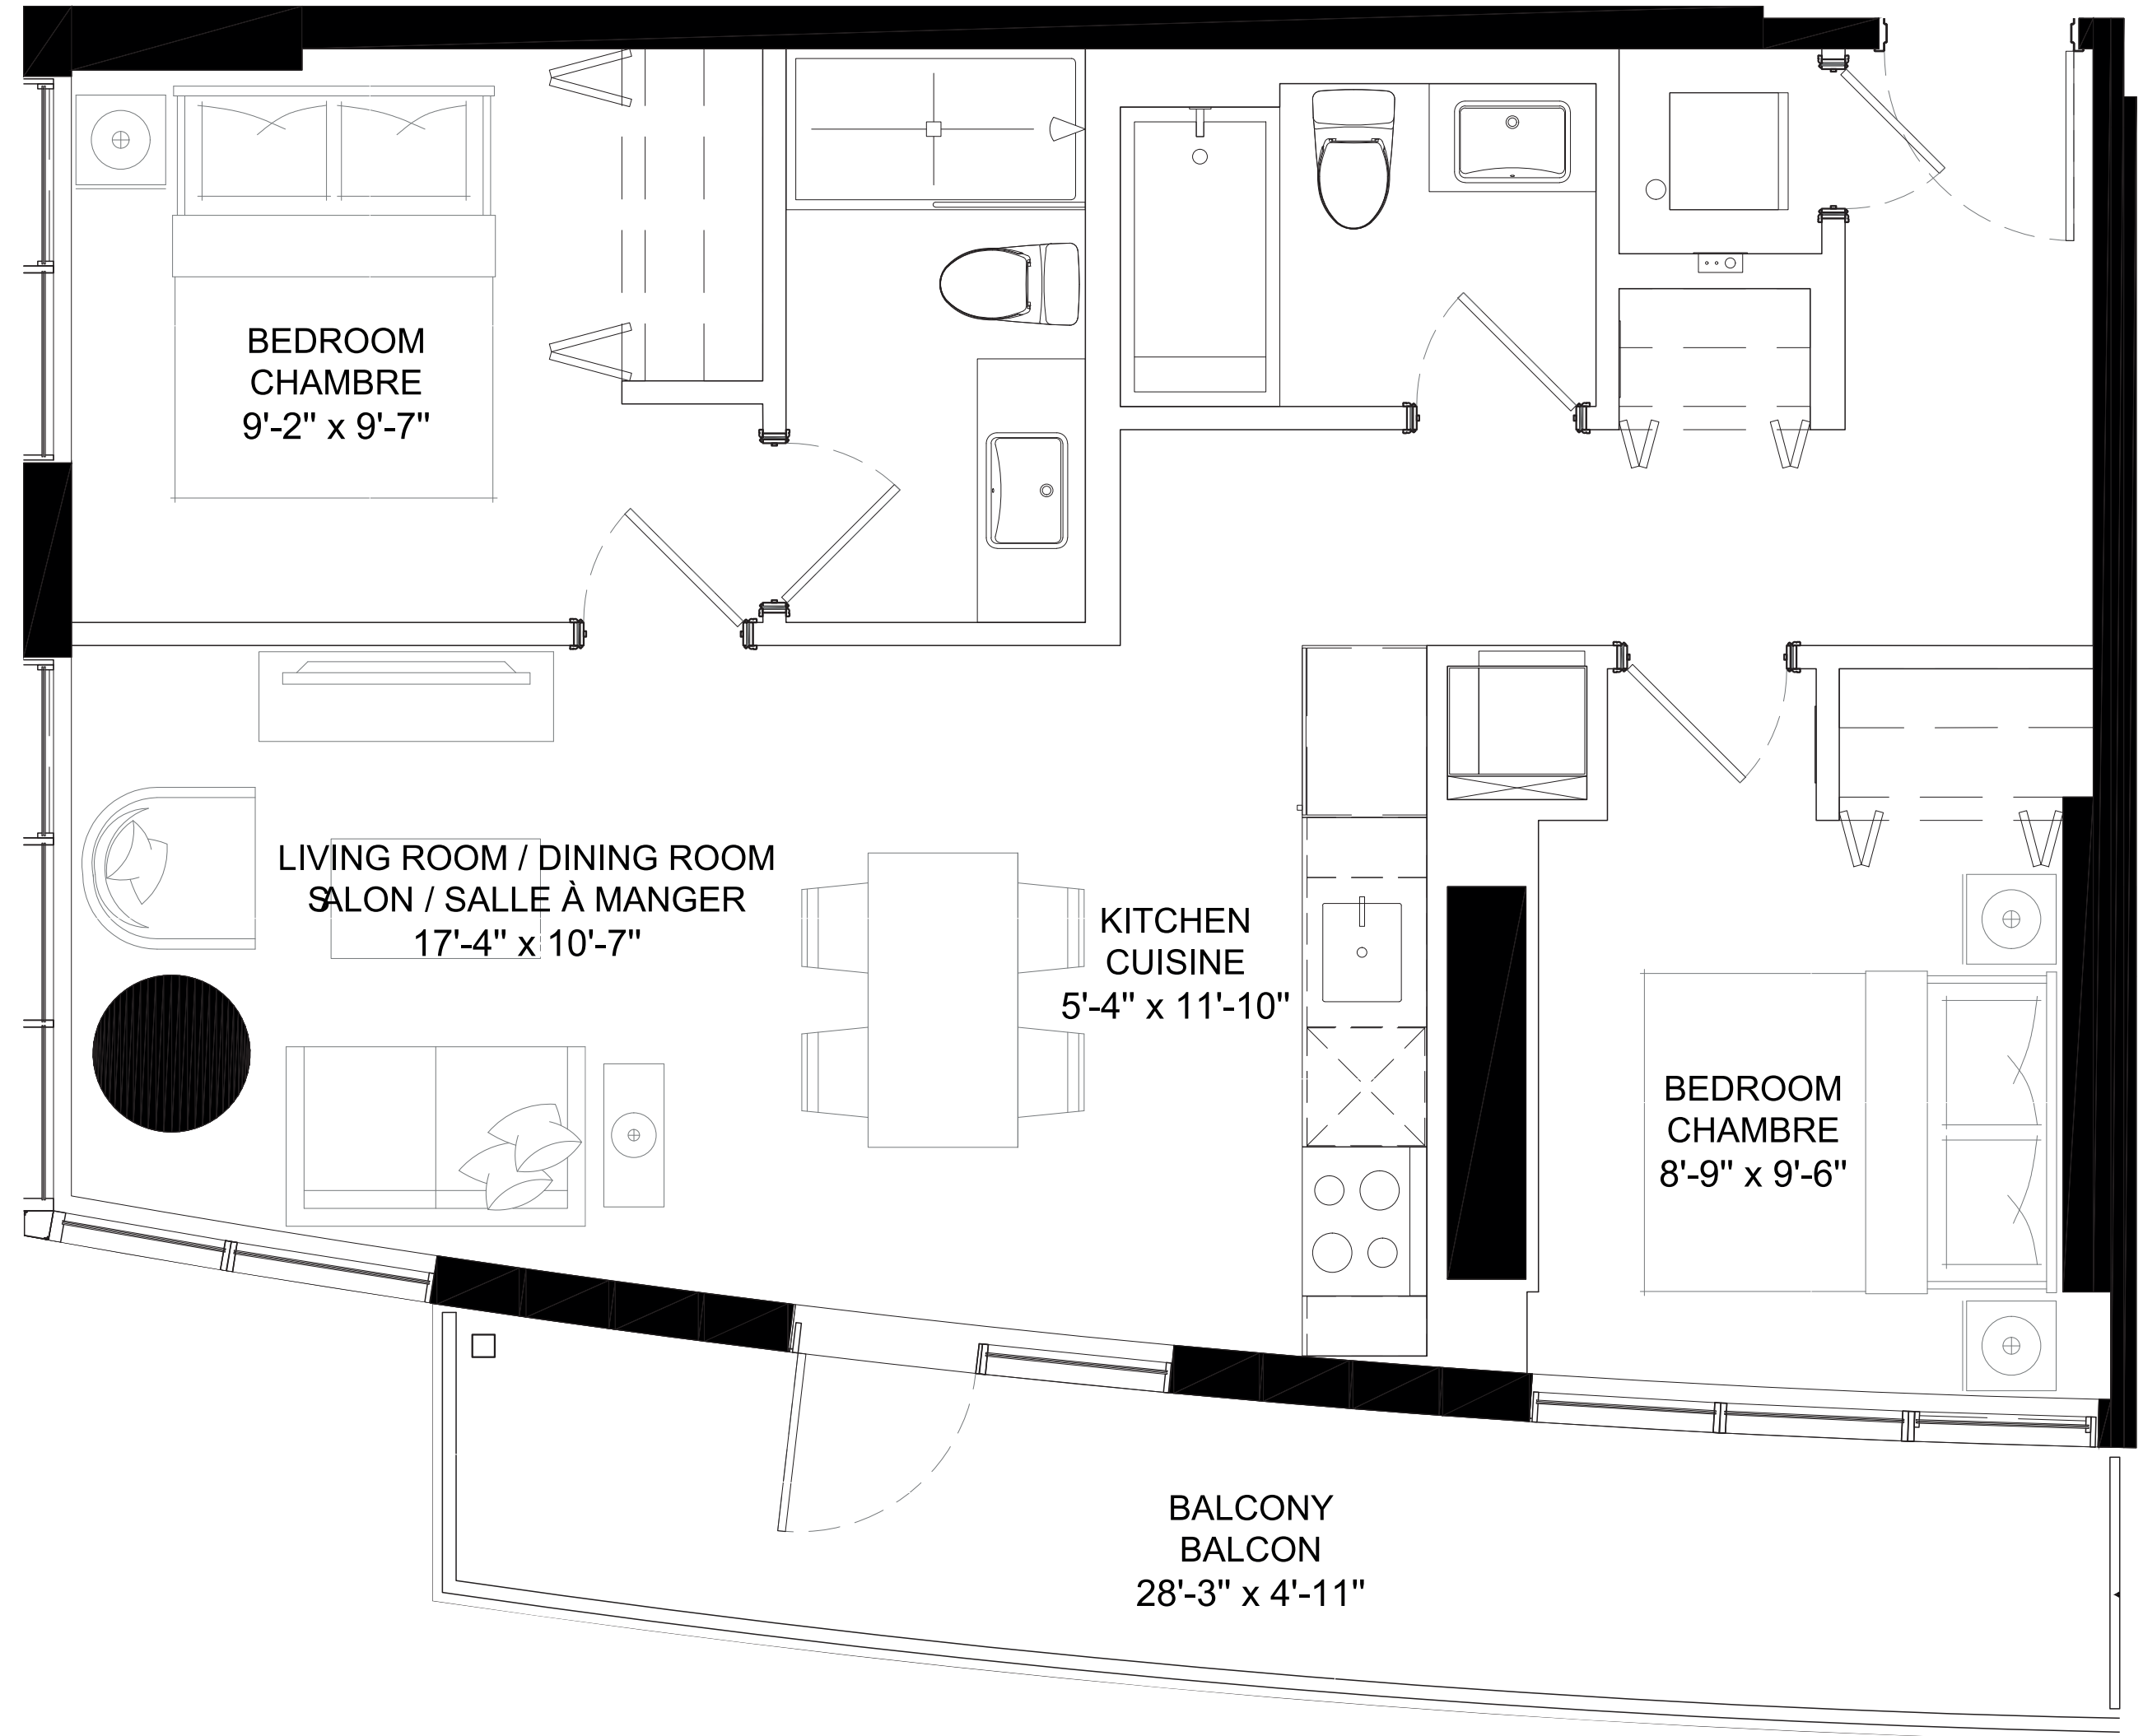 BEDROOM
CHAMBRE
9'-2" x 9'-7"
LIVING ROOM / DINING ROOM
SALON / SALLE À MANGER
17'-4" x 10'-7"
KITCHEN
CUISINE
5'-4" x 11'-10"
BEDROOM
CHAMBRE
8'-9" x 9'-6"
BALCONY
BALCON
28'-3" x 4'-11"